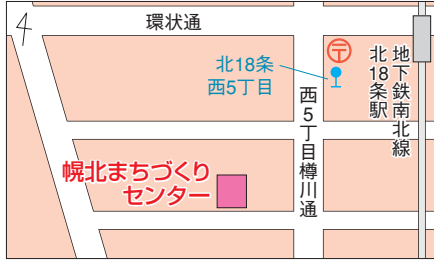 環状通
北18条
西5丁目
西5丁目樽川通
地下鉄南北線
北18条駅
幌北まちづくり
センター